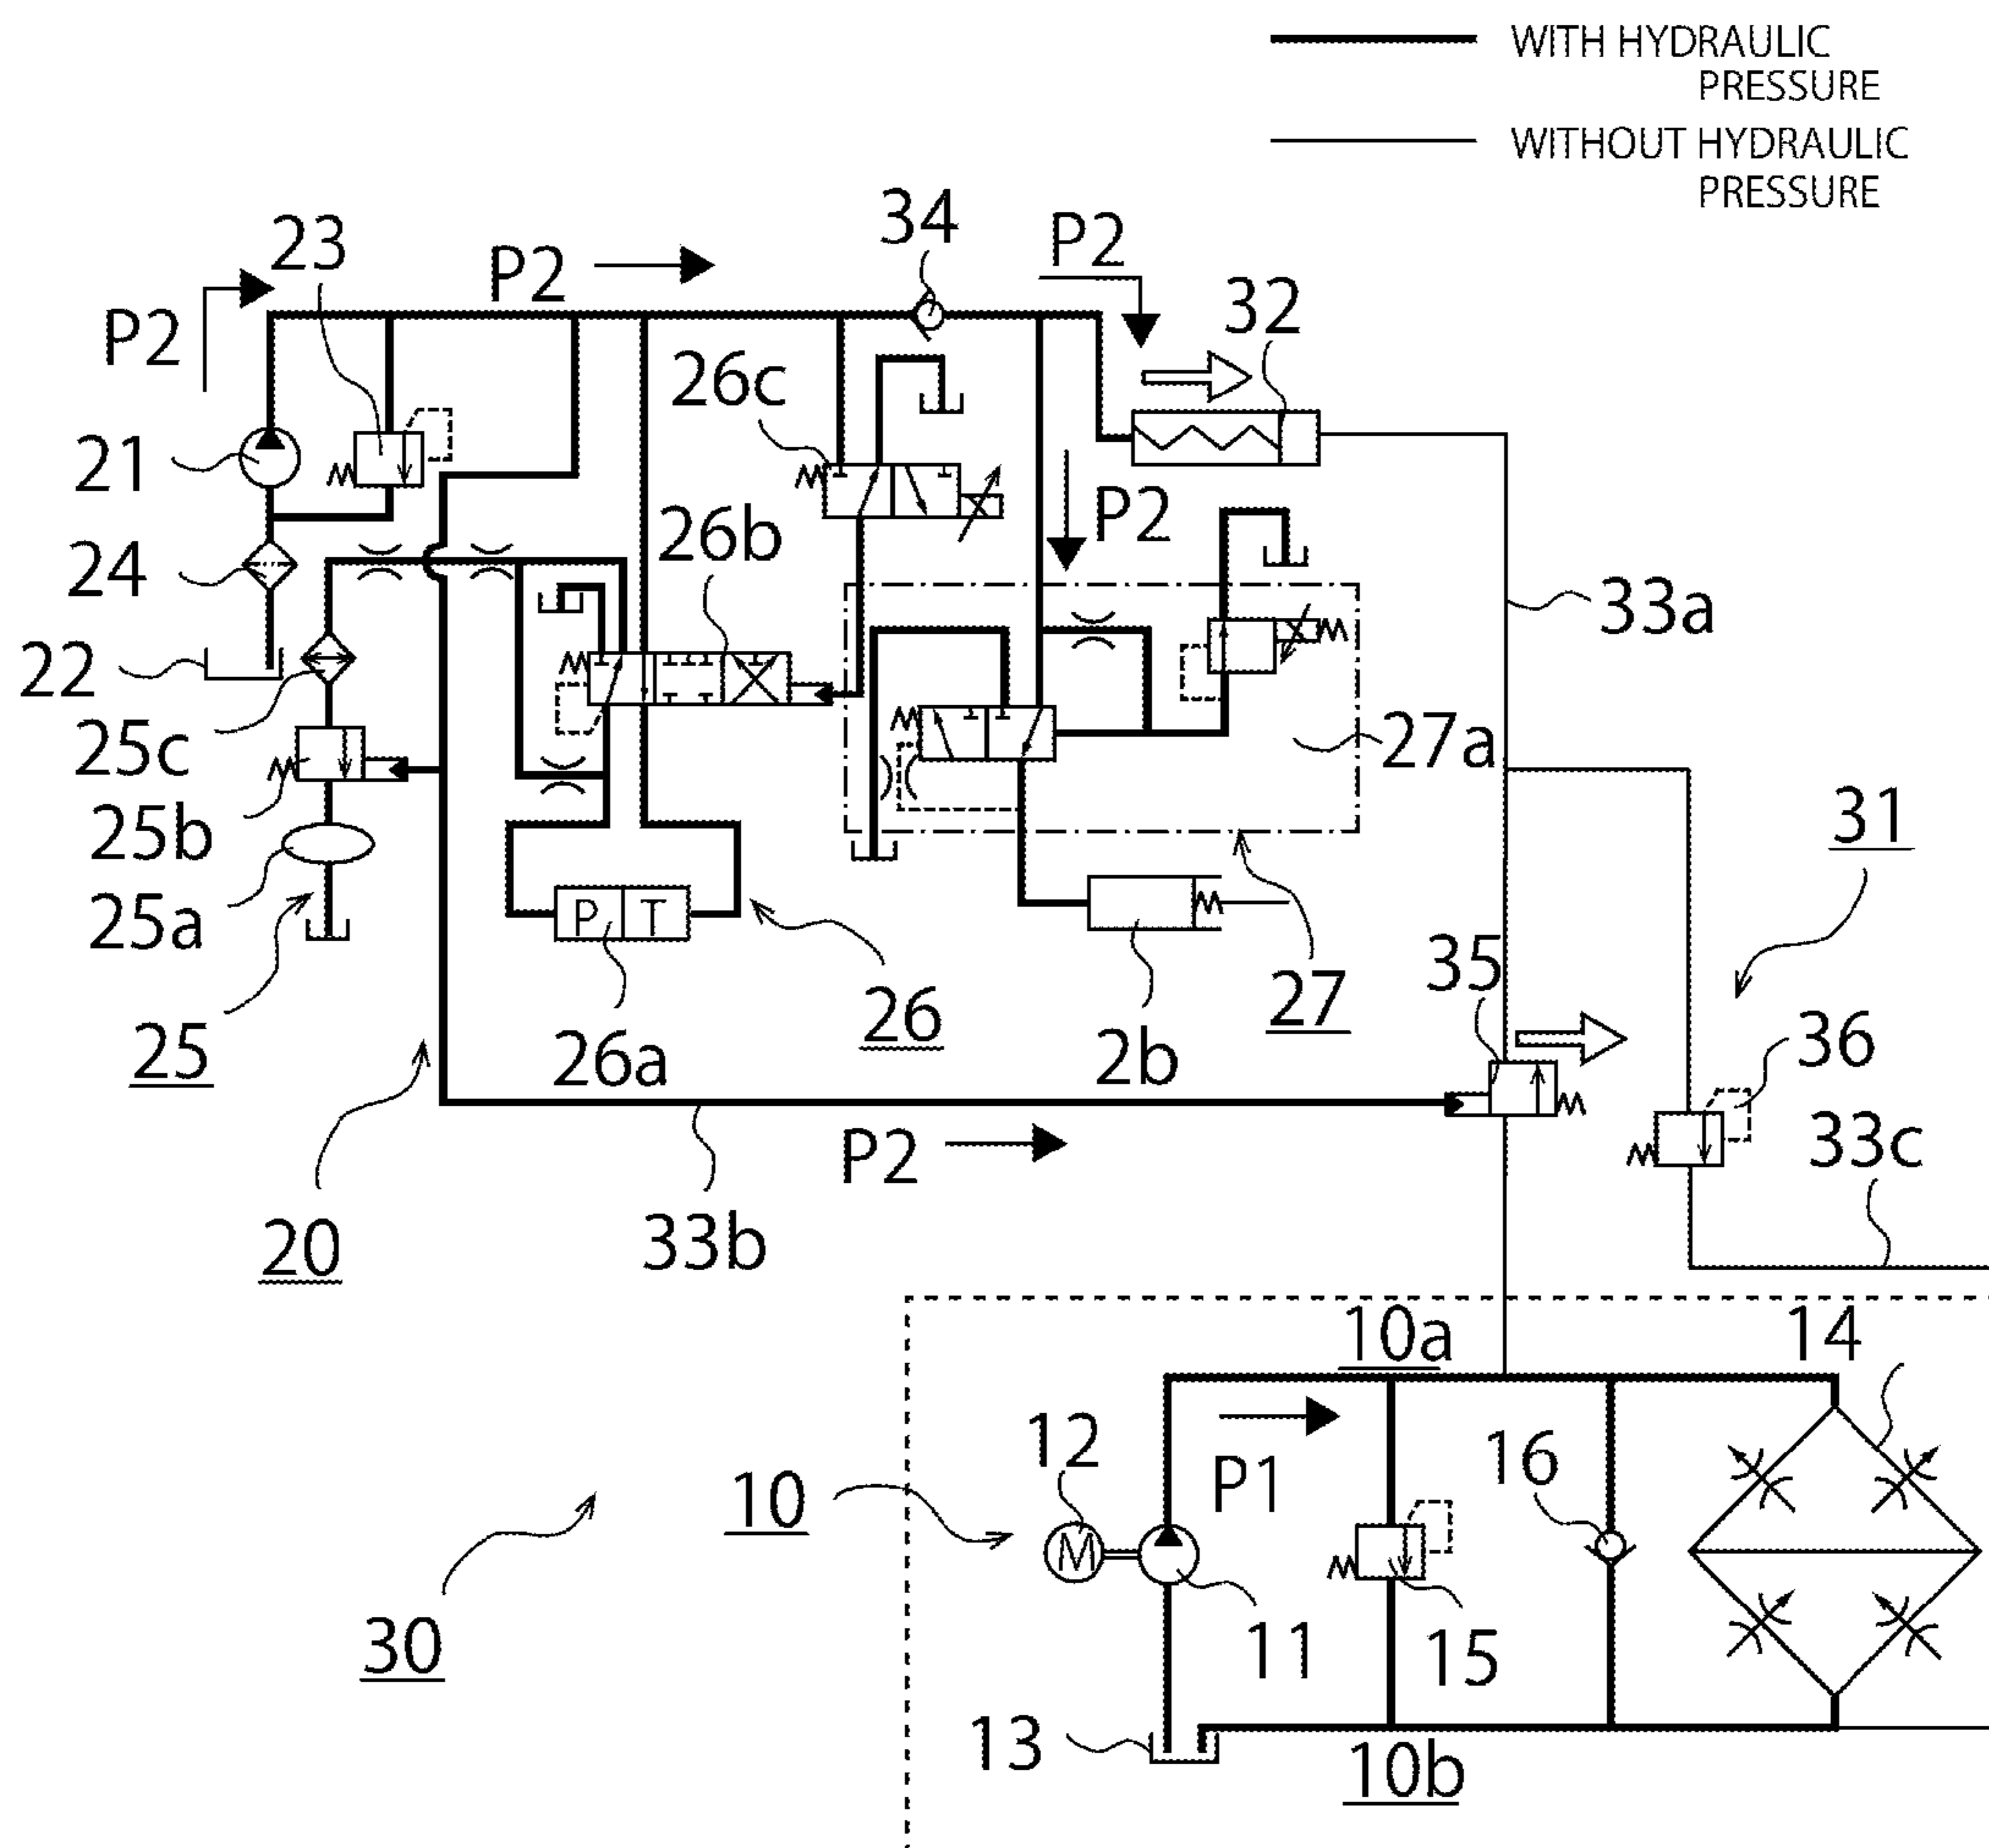 WITH HYDRAULIC
PRESSURE
WITHOUT HYDRAULIC
PRESSURE
34
P2
23
P2
32
P2
26c
21
P2
26b
24
33a
22
25c
27a
31
25b
P T
25a
35
27
26
36
2b
25
26a
33c
P2
20
33b
10a
14
12
16
10
P1
M
11
15
30
13
10b